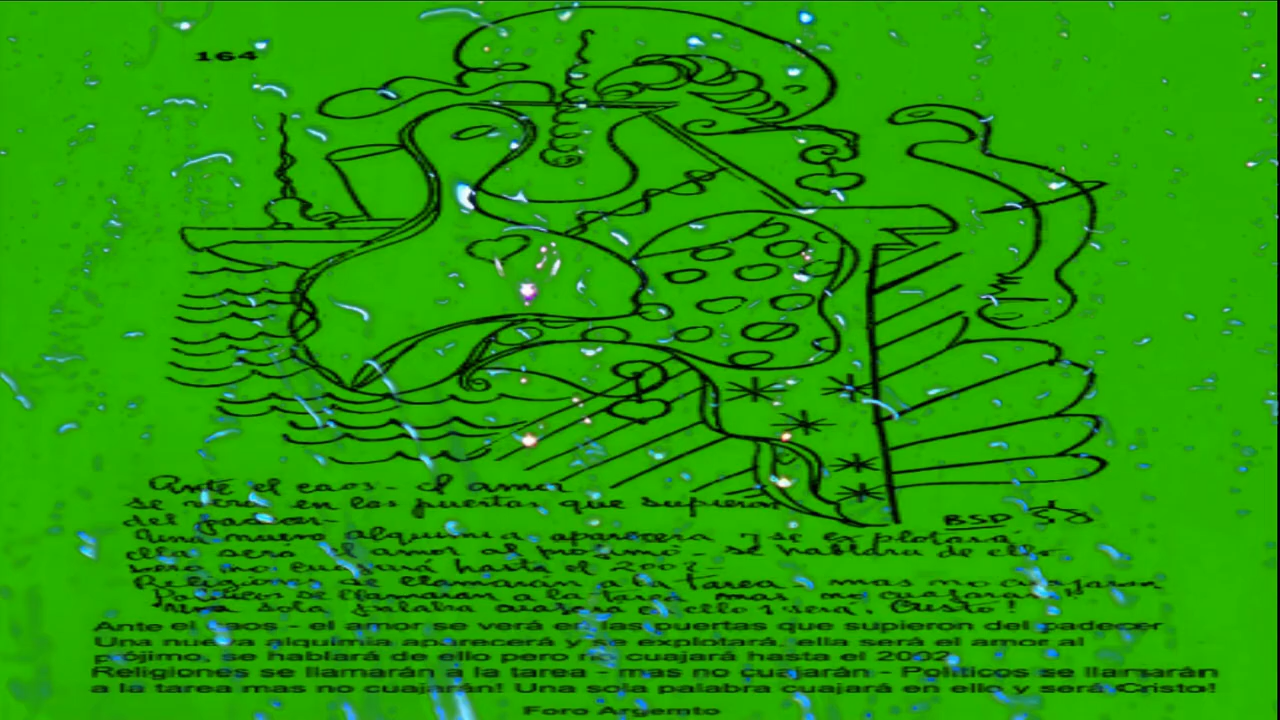 164
Ante el caos - el amor
se verá en las puertas que supieron
del padecer -
Una nueva alquimia aparecerá y se explotará
ella será el amor al prójimo - se hablará de ello
pero no cuajará hasta el 200?
Religiones se llamarán a la tarea mas no cuajarán
Políticos se llamarán a la tarea mas no cuajarán!
Una sola palabra cuajará en ello y será, Cristo!
BSP 38
Ante el caos - el amor se verá en las puertas que supieron del padecer
Una nueva alquimia aparecerá y se explotará, ella será el amor al
prójimo, se hablará de ello pero no cuajará hasta el 200?
Religiones se llamarán a la tarea - mas no cuajarán - Políticos se llamarán
a la tarea mas no cuajarán! Una sola palabra cuajará en ello y será Cristo!
Foro Argemto